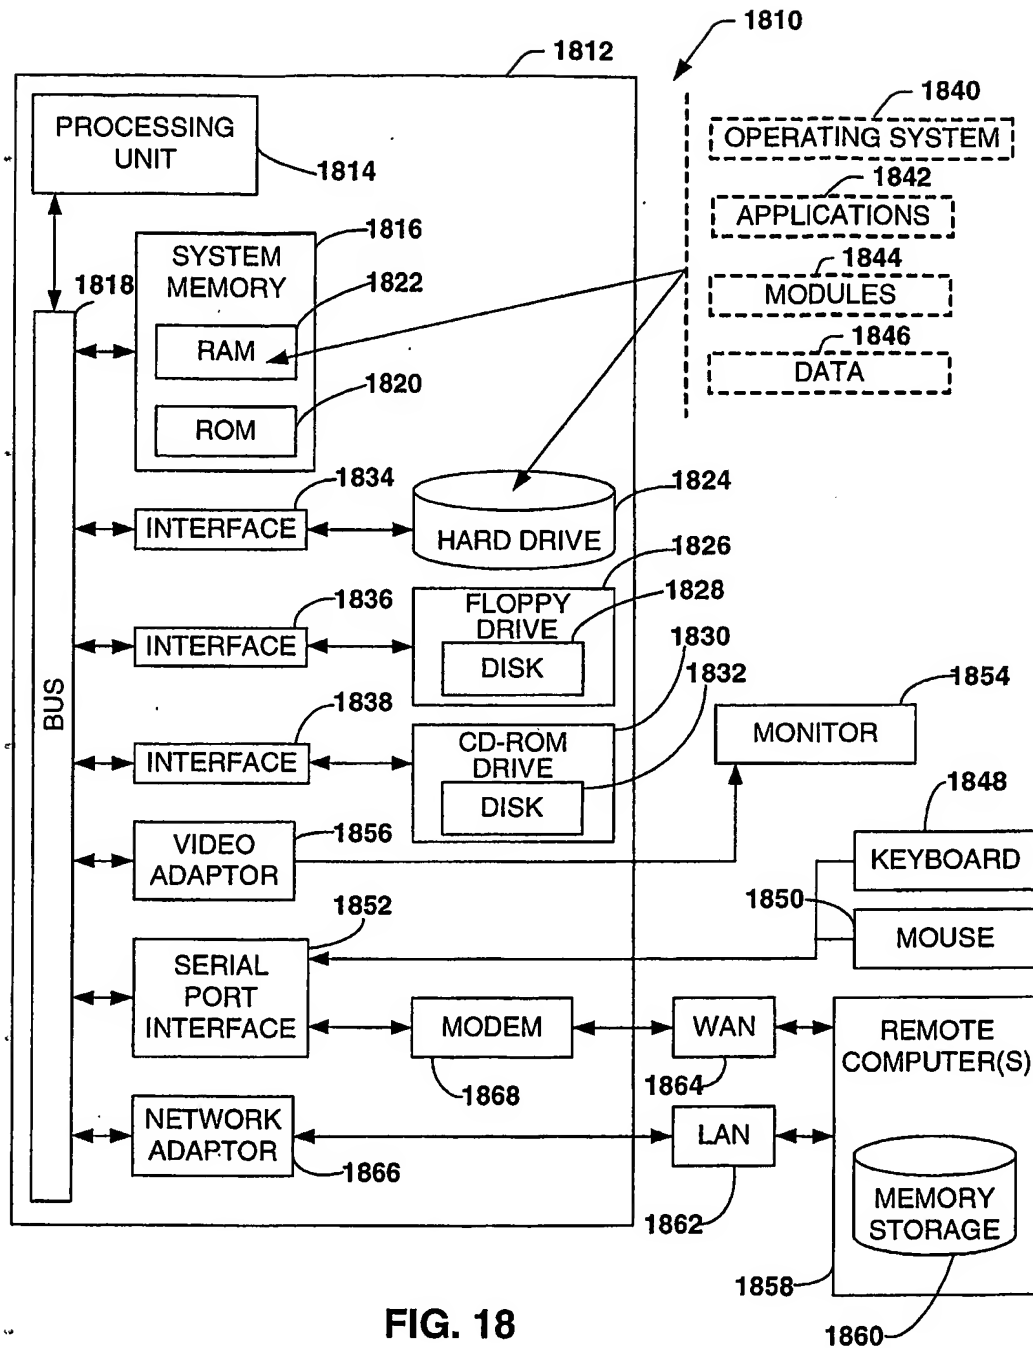 1810
1812
1840
PROCESSING
UNIT
OPERATING SYSTEM
1814
1842
APPLICATIONS
1816
SYSTEM
MEMORY
1818
1822
1844
MODULES
RAM
1846
DATA
1820
ROM
1834
1824
INTERFACE
HARD DRIVE
1826
1836
FLOPPY
DRIVE
1828
INTERFACE
DISK
1830
1832
1854
BUS
1838
MONITOR
INTERFACE
CD-ROM
DRIVE
DISK
1848
1856
VIDEO
ADAPTOR
KEYBOARD
1852
1850
MOUSE
SERIAL
PORT
INTERFACE
MODEM
WAN
REMOTE
COMPUTER(S)
1868
1864
NETWORK
ADAPTOR
LAN
1866
1862
MEMORY
STORAGE
1858
1860
FIG. 18